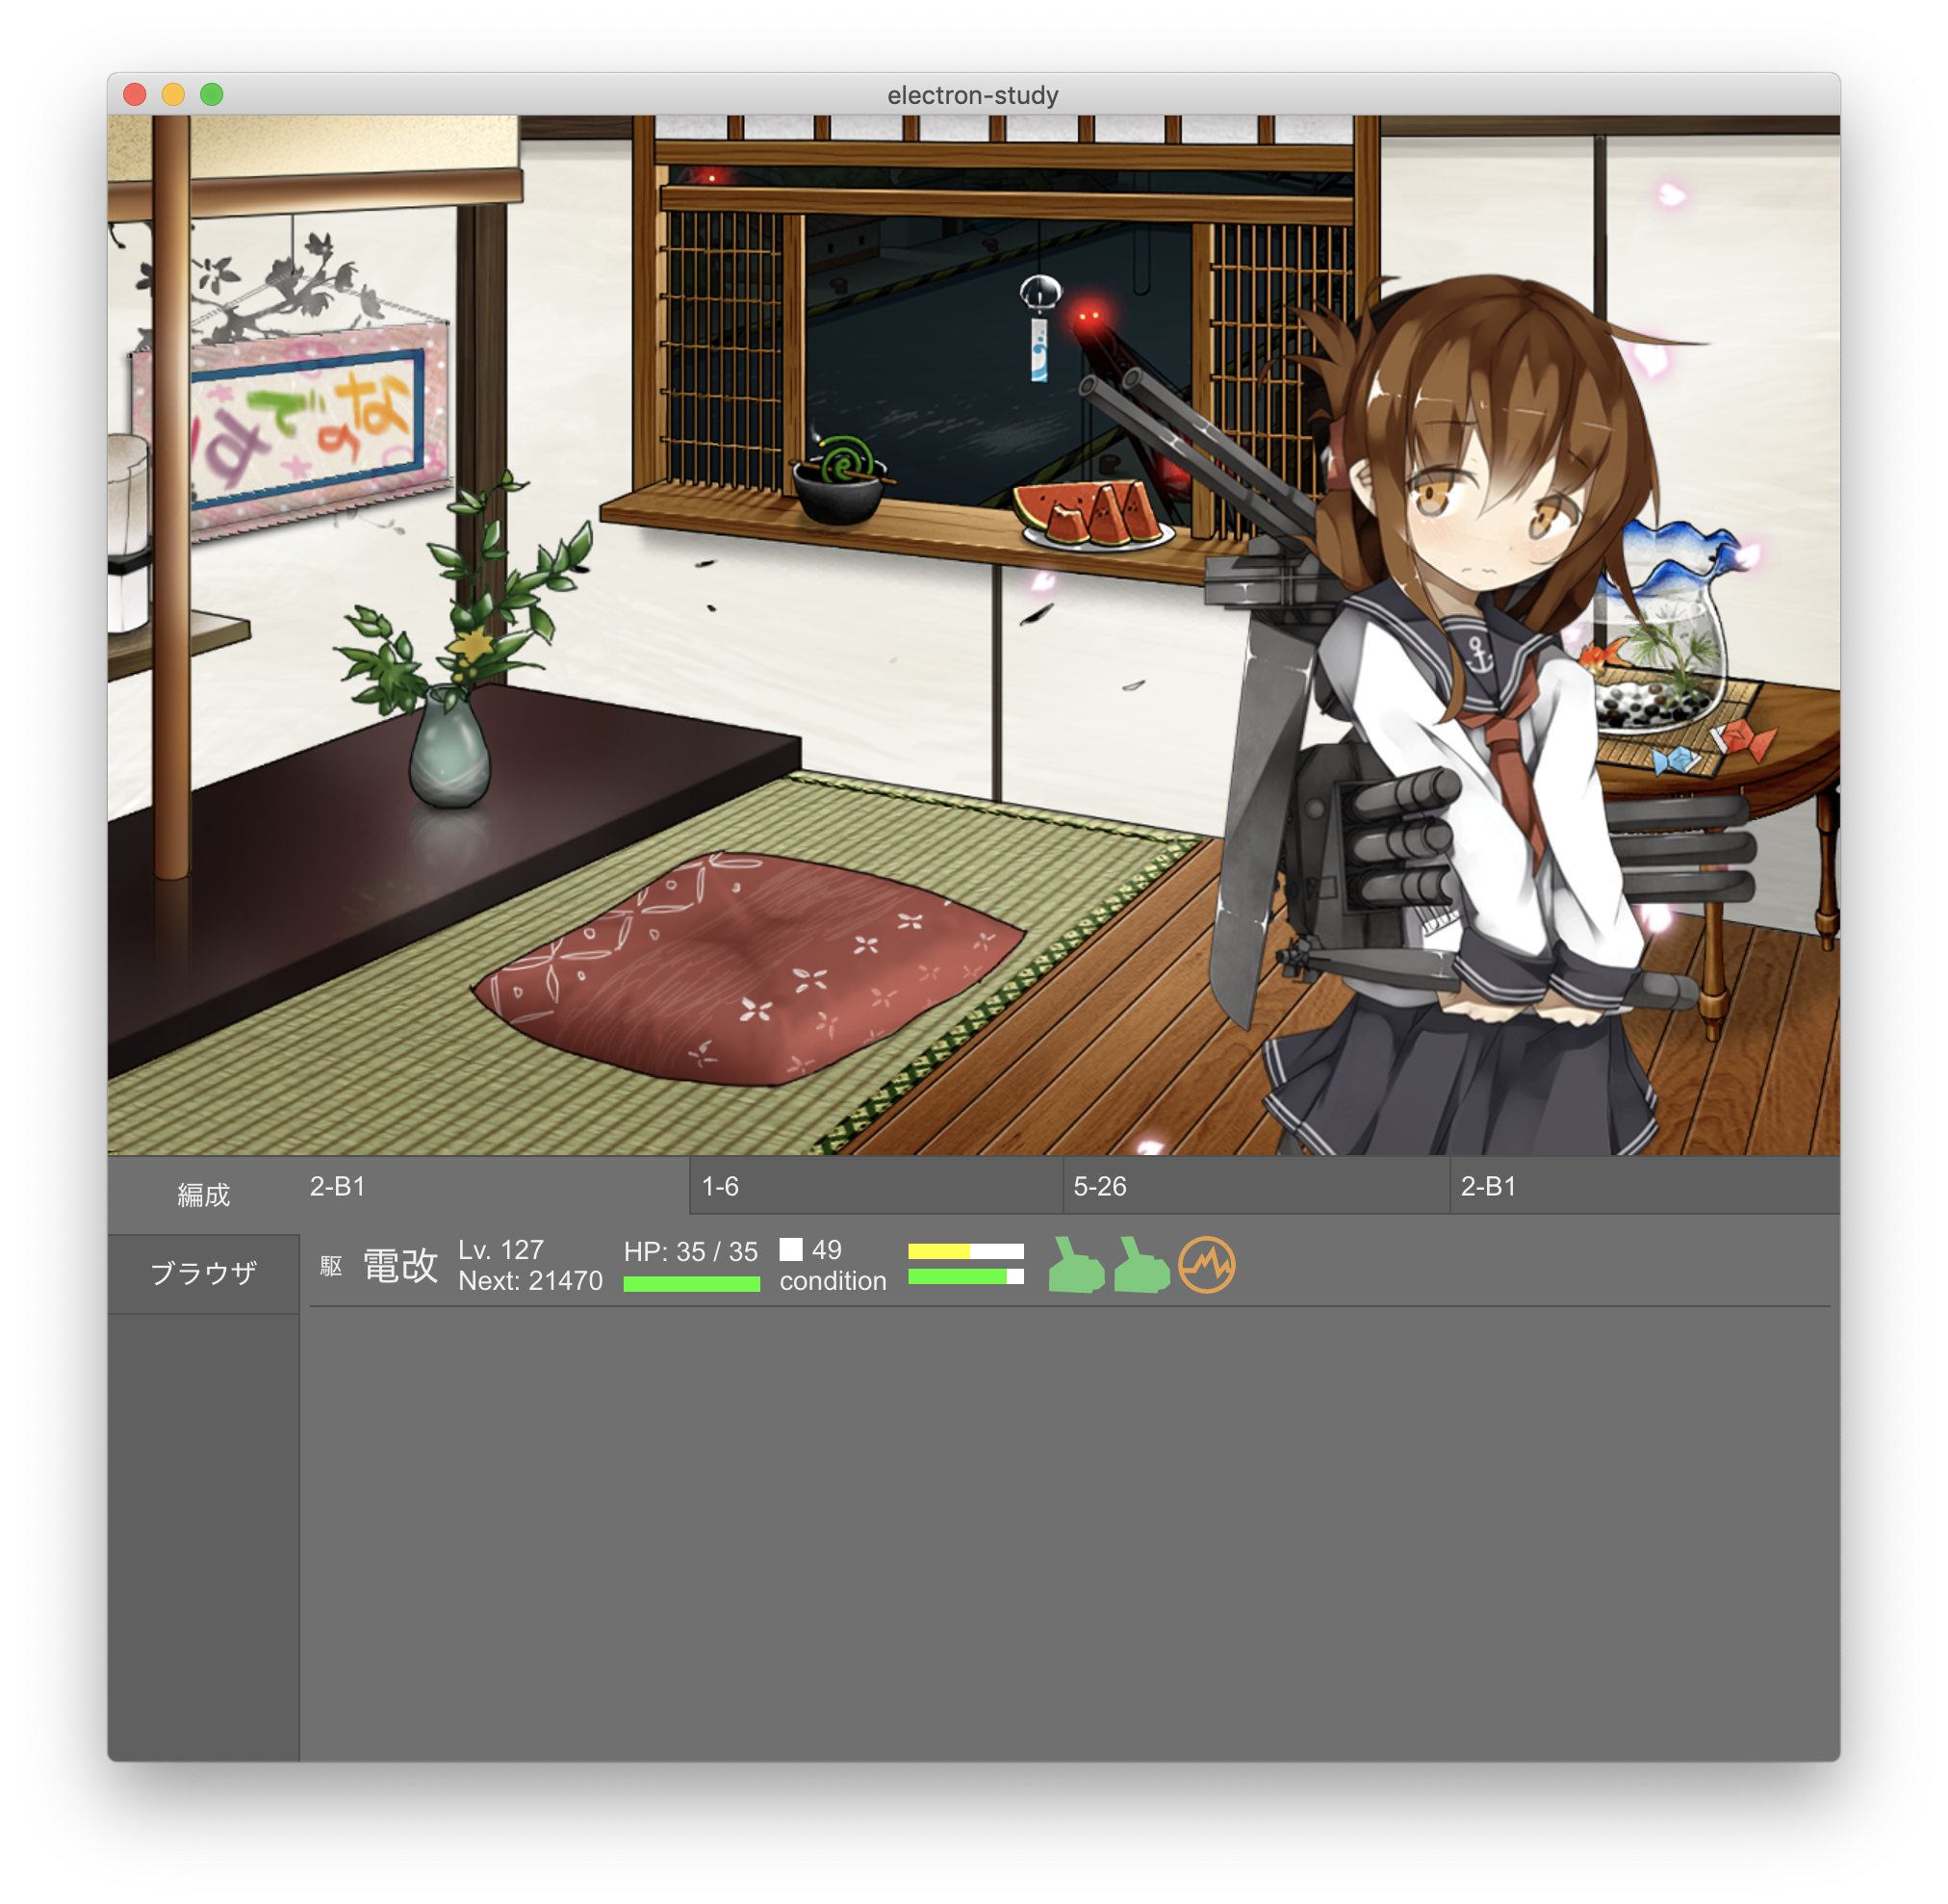 electron-study
なのです
編成
2-B1
1-6
5-26
2-B1
ブラウザ
駆
電改
Lv. 127
Next: 21470
HP: 35 / 35
49
condition